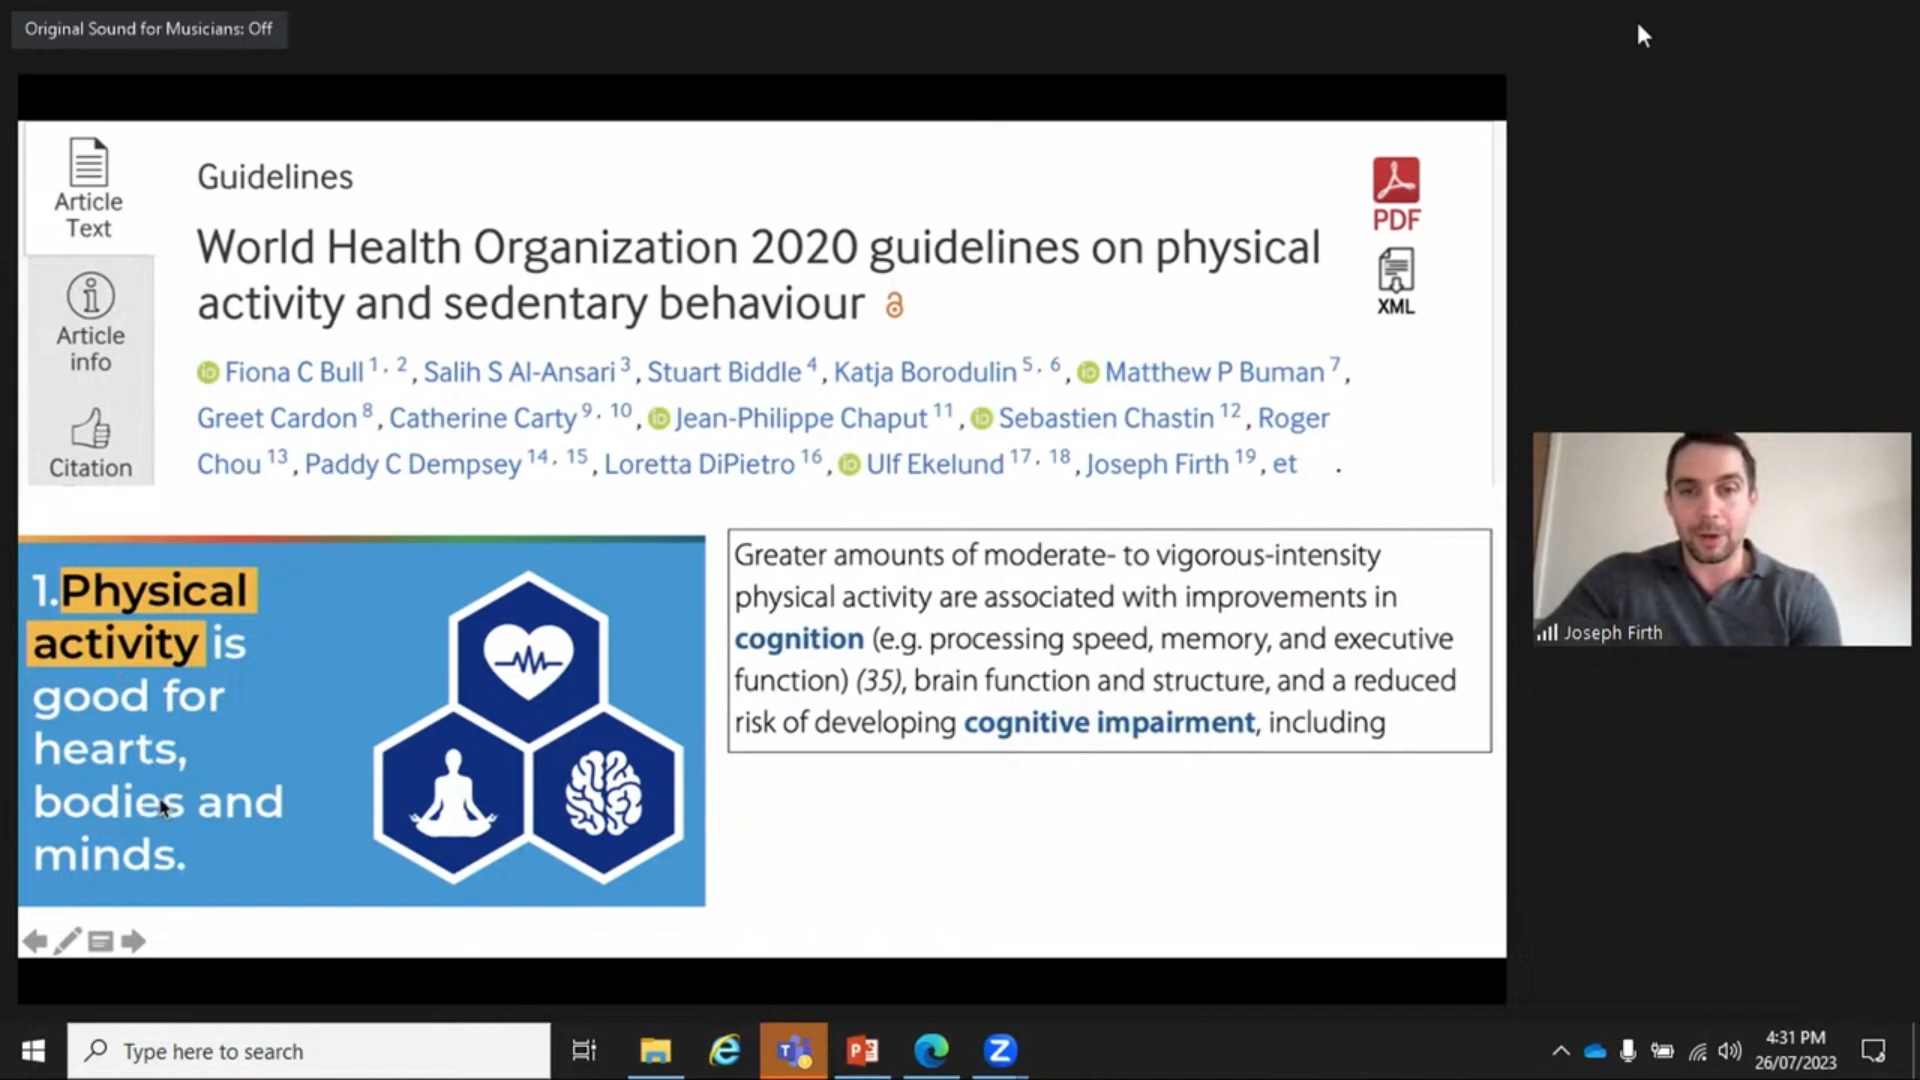 Original Sound for Musicians: Off
Article
Text
Article
info
Citation
Guidelines
World Health Organization 2020 guidelines on physical
activity and sedentary behaviour
PDF
XML
iD Fiona C Bull 1, 2, Salih S Al-Ansari 3, Stuart Biddle 4, Katja Borodulin 5, 6, iD Matthew P Buman 7,
Greet Cardon 8, Catherine Carty 9, 10, iD Jean-Philippe Chaput 11, iD Sebastien Chastin 12, Roger
Chou 13, Paddy C Dempsey 14, 15, Loretta DiPietro 16, iD Ulf Ekelund 17, 18, Joseph Firth 19, et .
1.Physical
activity is
good for
hearts,
bodies and
minds.
Greater amounts of moderate- to vigorous-intensity
physical activity are associated with improvements in
cognition (e.g. processing speed, memory, and executive
function) (35), brain function and structure, and a reduced
risk of developing cognitive impairment, including
Joseph Firth
Type here to search
4:31 PM
26/07/2023